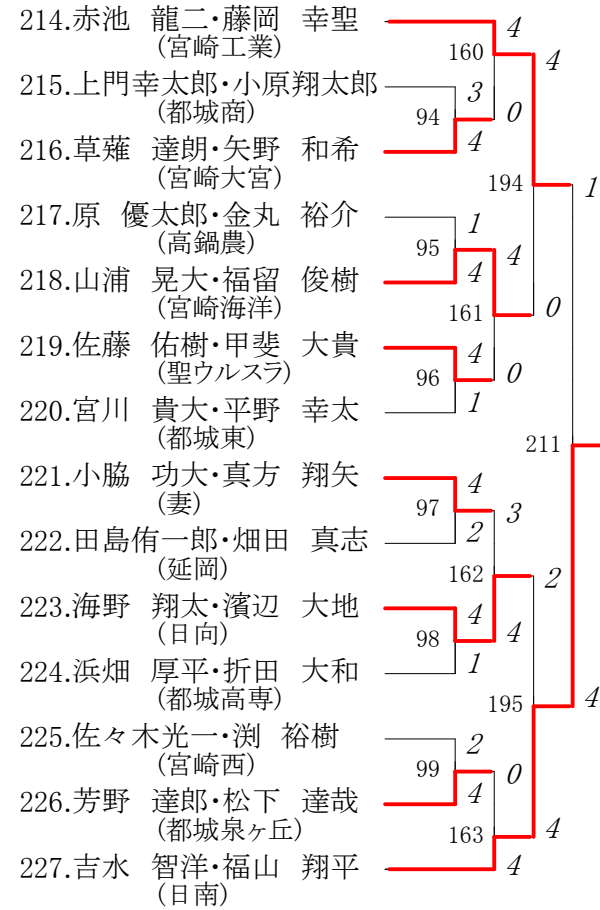 214.赤池 龍二・藤岡 幸聖
(宮崎工業)
4
160
4
215.上門幸太郎・小原翔太郎
(都城商)
3
94
0
216.草薙 達朗・矢野 和希
(宮崎大宮)
4
194
1
217.原 優太郎・金丸 裕介
(高鍋農)
1
95
4
218.山浦 晃大・福留 俊樹
(宮崎海洋)
4
161
0
219.佐藤 佑樹・甲斐 大貴
(聖ウルスラ)
4
96
0
220.宮川 貴大・平野 幸太
(都城東)
1
211
221.小脇 功大・真方 翔矢
(妻)
4
97
3
222.田島侑一郎・畑田 真志
(延岡)
2
162
2
223.海野 翔太・濱辺 大地
(日向)
4
98
4
224.浜畑 厚平・折田 大和
(都城高専)
1
195
4
225.佐々木光一・渕 裕樹
(宮崎西)
2
99
0
226.芳野 達郎・松下 達哉
(都城泉ヶ丘)
4
163
4
227.吉水 智洋・福山 翔平
(日南)
4